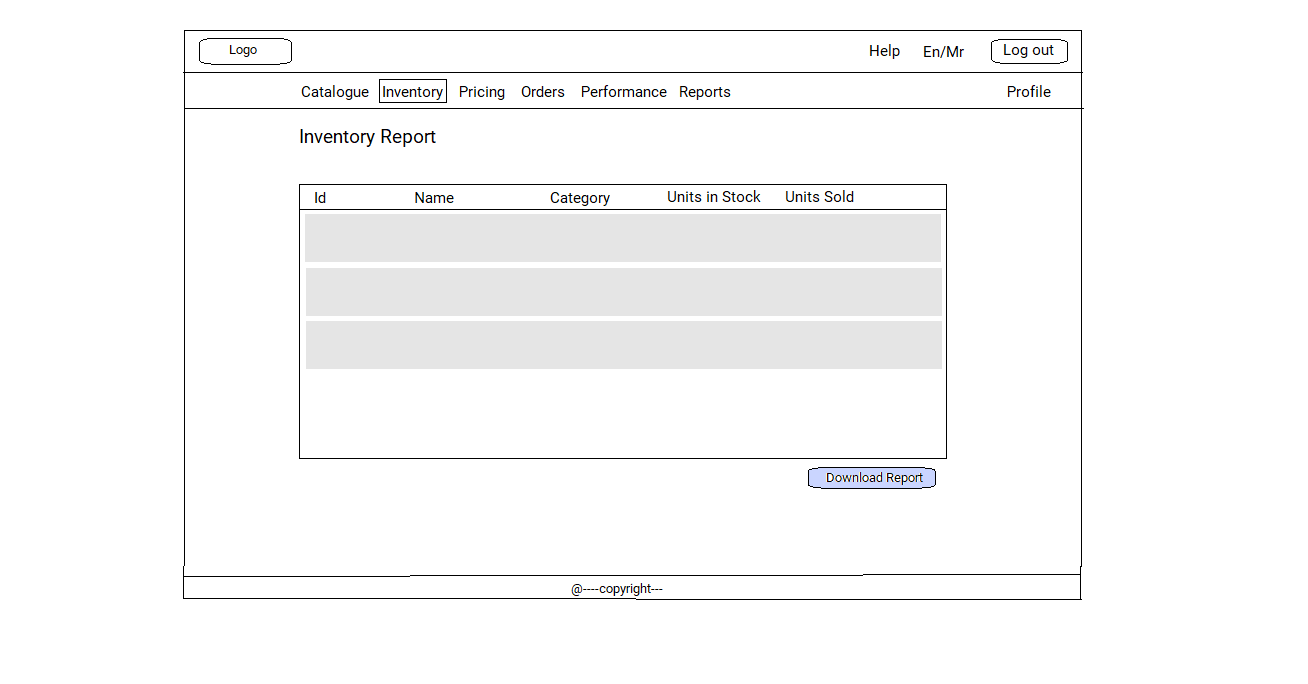 Logo
Help En/Mr Log out
Catalogue Inventory Pricing Orders Performance Reports Profile
Inventory Report
Id Name Category Units in Stock Units Sold
Download Report
@----copyright---